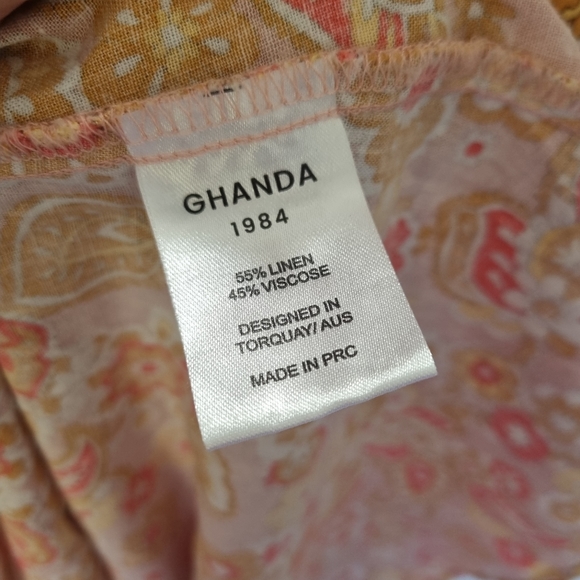 GHANDA
1984
55% LINEN
45% VISCOSE
DESIGNED IN
TORQUAY/ AUS
MADE IN PRC